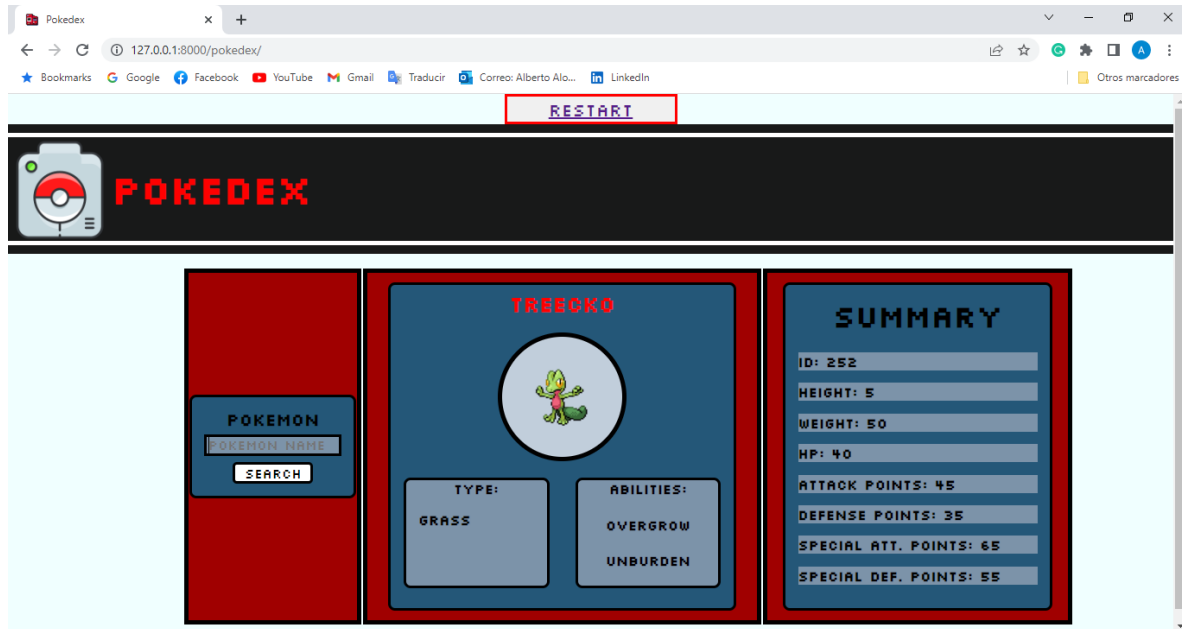 Pokedex
127.0.0.1:8000/pokedex/
A
Bookmarks Google Facebook YouTube Gmail Traducir Correo: Alberto Alo... LinkedIn Otros marcadores
RESTART
POKEDEX
POKEMON
POKEMON NAME
SEARCH
TREECKO
TYPE:
GRASS
ABILITIES:
OVERGROW
UNBURDEN
SUMMARY
ID: 252
HEIGHT: 5
WEIGHT: 50
HP: 40
ATTACK POINTS: 45
DEFENSE POINTS: 35
SPECIAL ATT. POINTS: 65
SPECIAL DEF. POINTS: 55